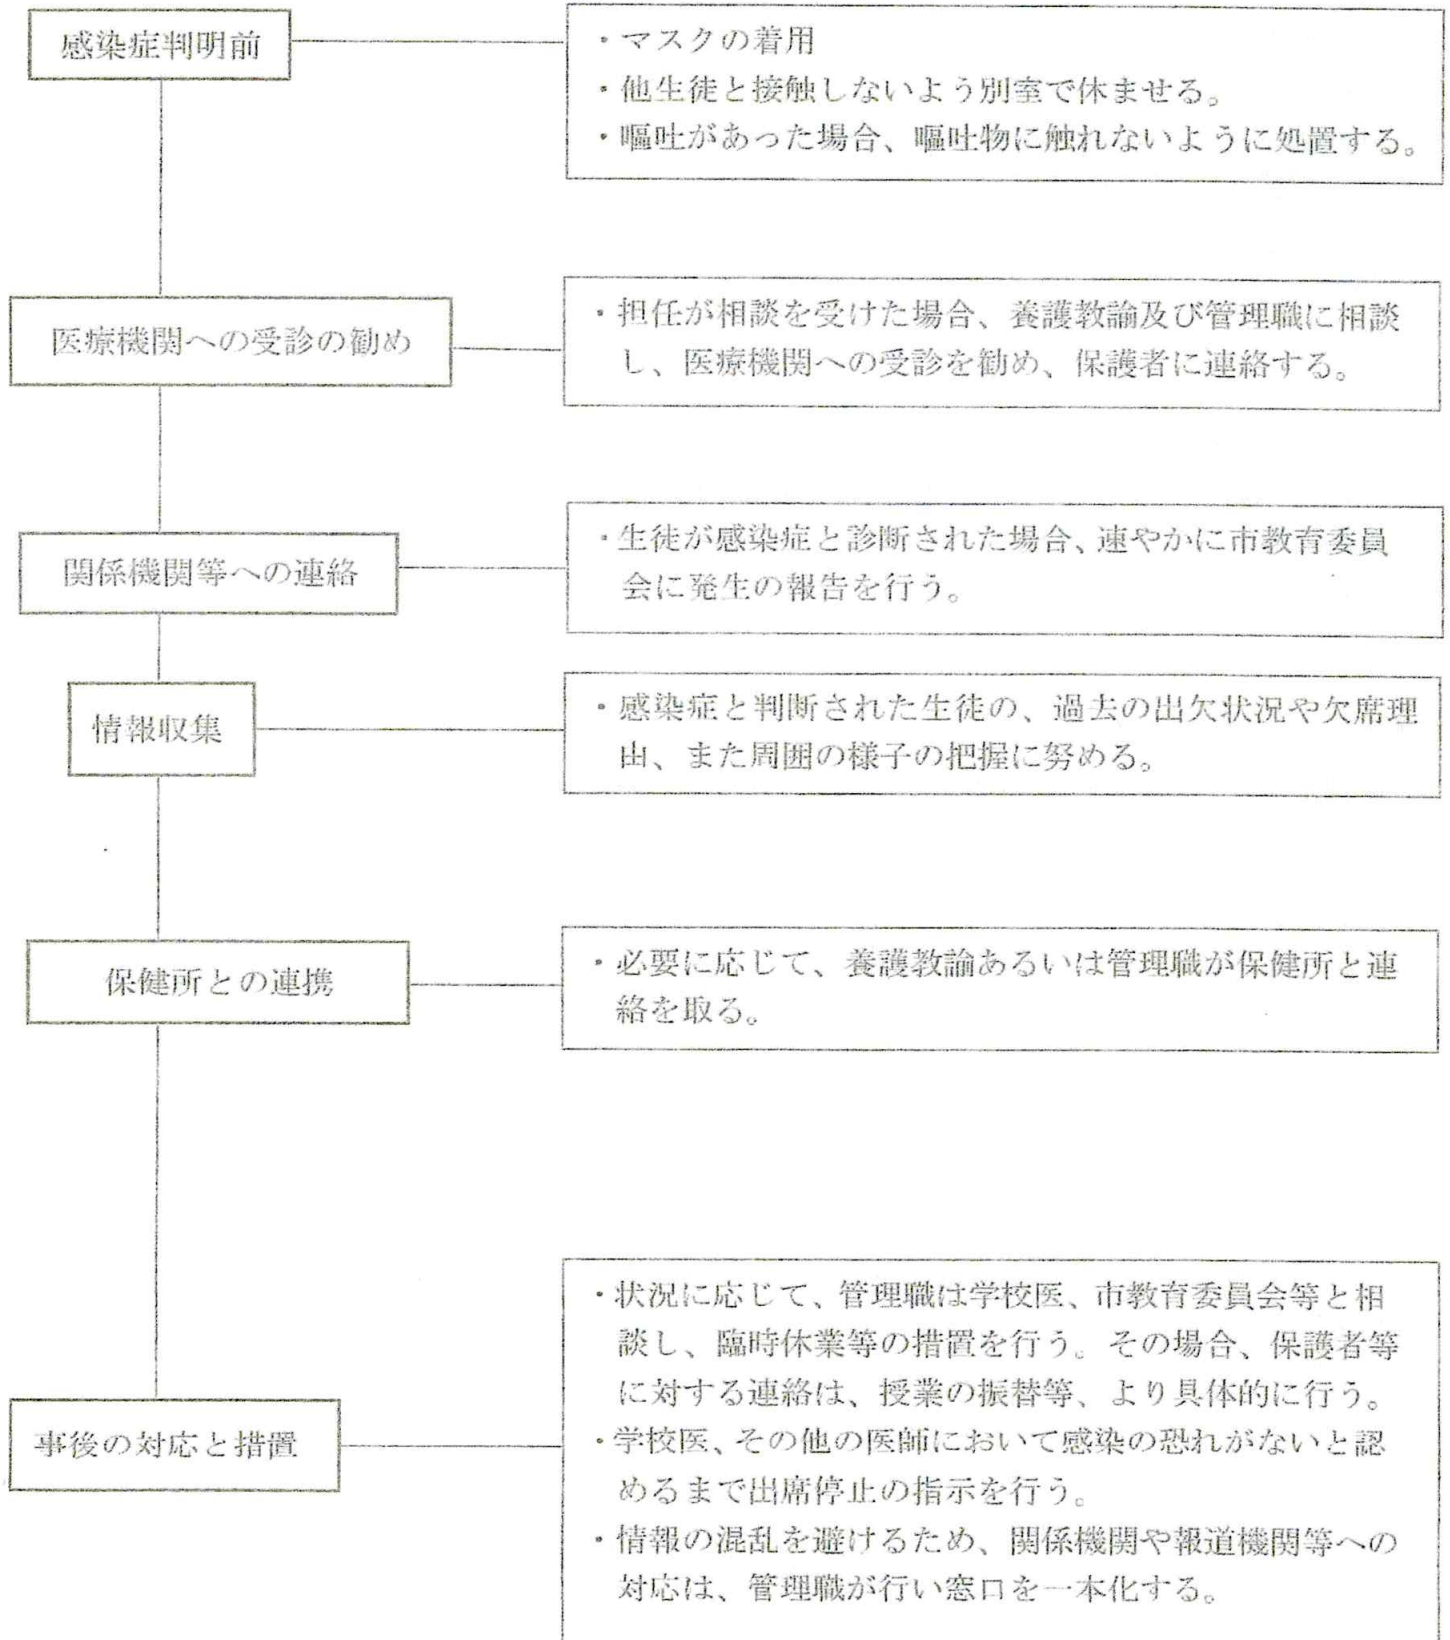 感染症判明前
・マスクの着用
・他生徒と接触しないよう別室で休ませる。
・嘔吐があった場合、嘔吐物に触れないように処置する。
医療機関への受診の勧め
・担任が相談を受けた場合、養護教諭及び管理職に相談
し、医療機関への受診を勧め、保護者に連絡する。
関係機関等への連絡
・生徒が感染症と診断された場合、速やかに市教育委員
会に発生の報告を行う。
情報収集
・感染症と判断された生徒の、過去の出欠状況や欠席理
由、また周囲の様子の把握に努める。
保健所との連携
・必要に応じて、養護教諭あるいは管理職が保健所と連
絡を取る。
事後の対応と措置
・状況に応じて、管理職は学校医、市教育委員会等と相
談し、臨時休業等の措置を行う。その場合、保護者等
に対する連絡は、授業の振替等、より具体的に行う。
・学校医、その他の医師において感染の恐れがないと認
めるまで出席停止の指示を行う。
・情報の混乱を避けるため、関係機関や報道機関等への
対応は、管理職が行い窓口を一本化する。